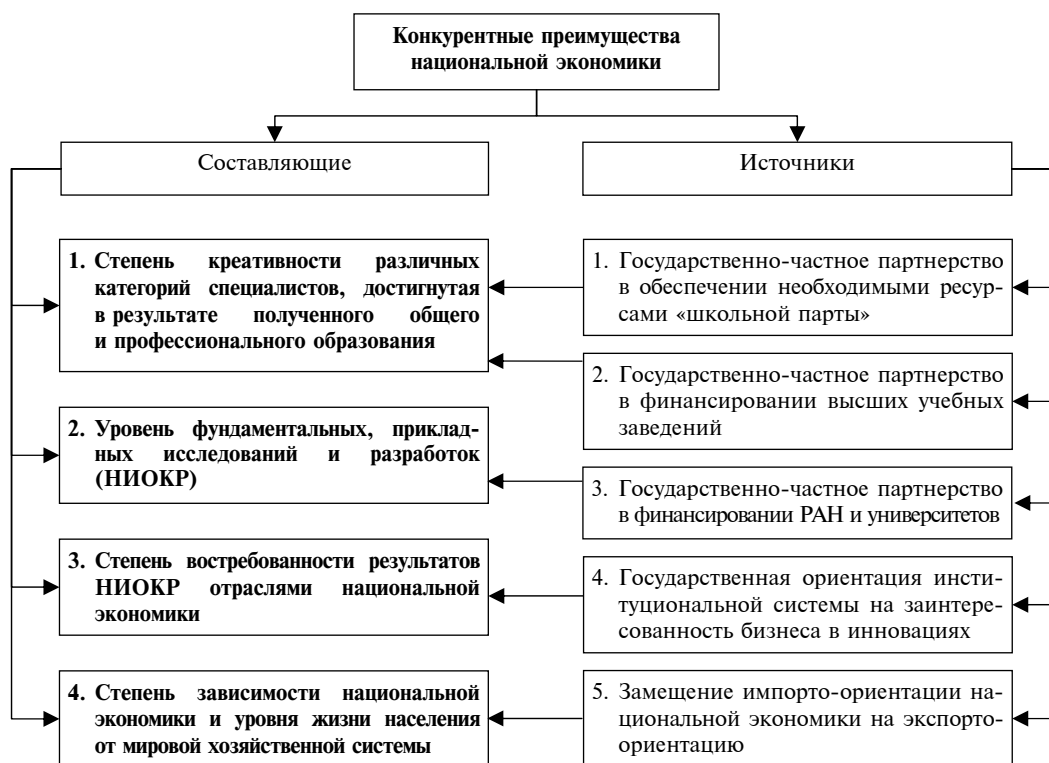 Конкурентные преимущества
национальной экономики
Составляющие
Источники
1. Степень креативности различных
категорий специалистов, достигнутая
в результате полученного общего
и профессионального образования
2. Уровень фундаментальных, приклад-
ных исследований и разработок
(НИОКР)
3. Степень востребованности результатов
НИОКР отраслями национальной
экономики
4. Степень зависимости национальной
экономики и уровня жизни населения
от мировой хозяйственной системы
1. Государственно-частное партнерство
в обеспечении необходимыми ресур-
сами «школьной парты»
2. Государственно-частное партнерство
в финансировании высших учебных
заведений
3. Государственно-частное партнерство
в финансировании РАН и университетов
4. Государственная ориентация инсти-
туциональной системы на заинтере-
сованность бизнеса в инновациях
5. Замещение импорто-ориентации на-
циональной экономики на экспорто-
ориентацию